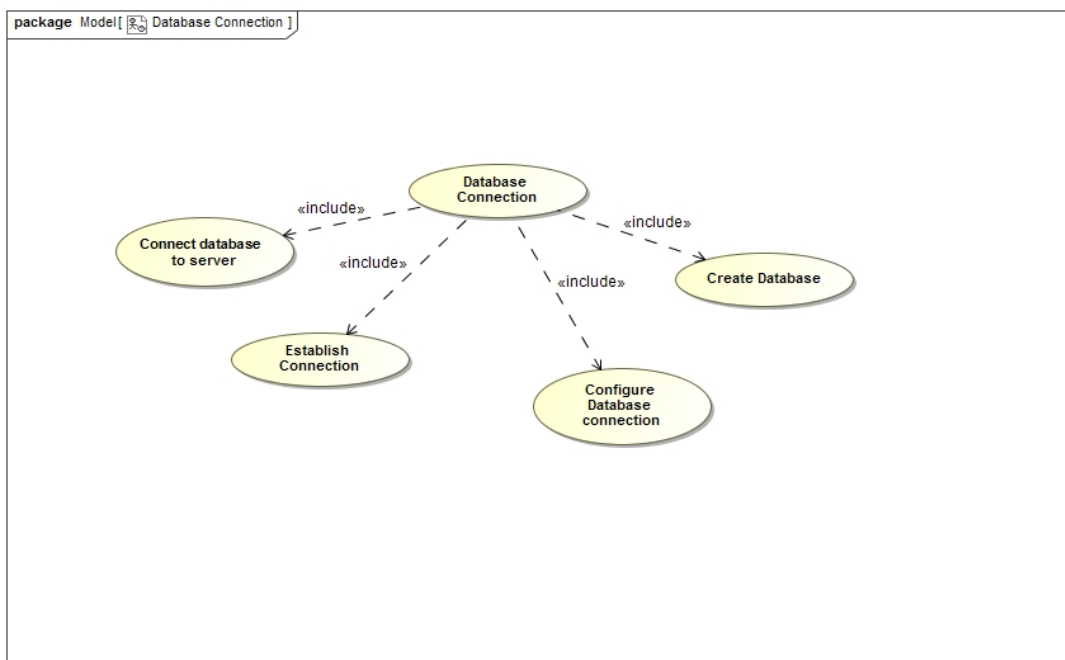 package Model[ Database Connection ]
Database
Connection
«include»
«include»
Connect database
to server
«include»
«include»
Create Database
Establish
Connection
Configure
Database
connection